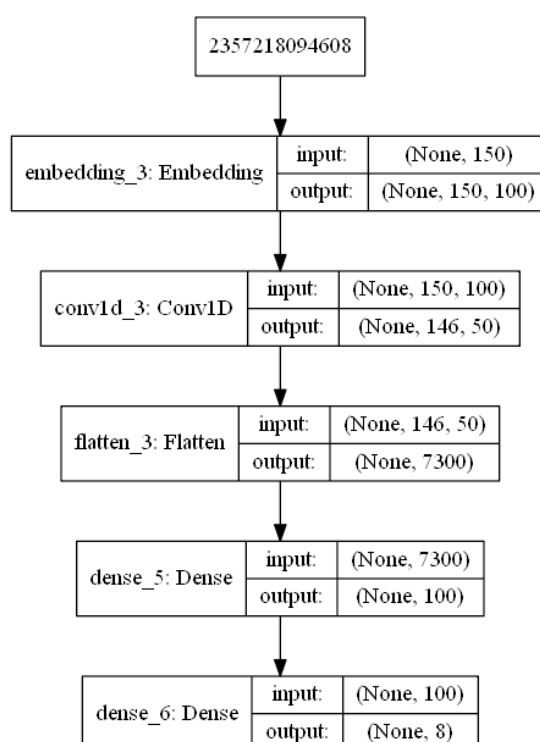 2357218094608
embedding_3: Embedding
input:
(None, 150)
output:
(None, 150, 100)
conv1d_3: Conv1D
input:
(None, 150, 100)
output:
(None, 146, 50)
flatten_3: Flatten
input:
(None, 146, 50)
output:
(None, 7300)
dense_5: Dense
input:
(None, 7300)
output:
(None, 100)
dense_6: Dense
input:
(None, 100)
output:
(None, 8)